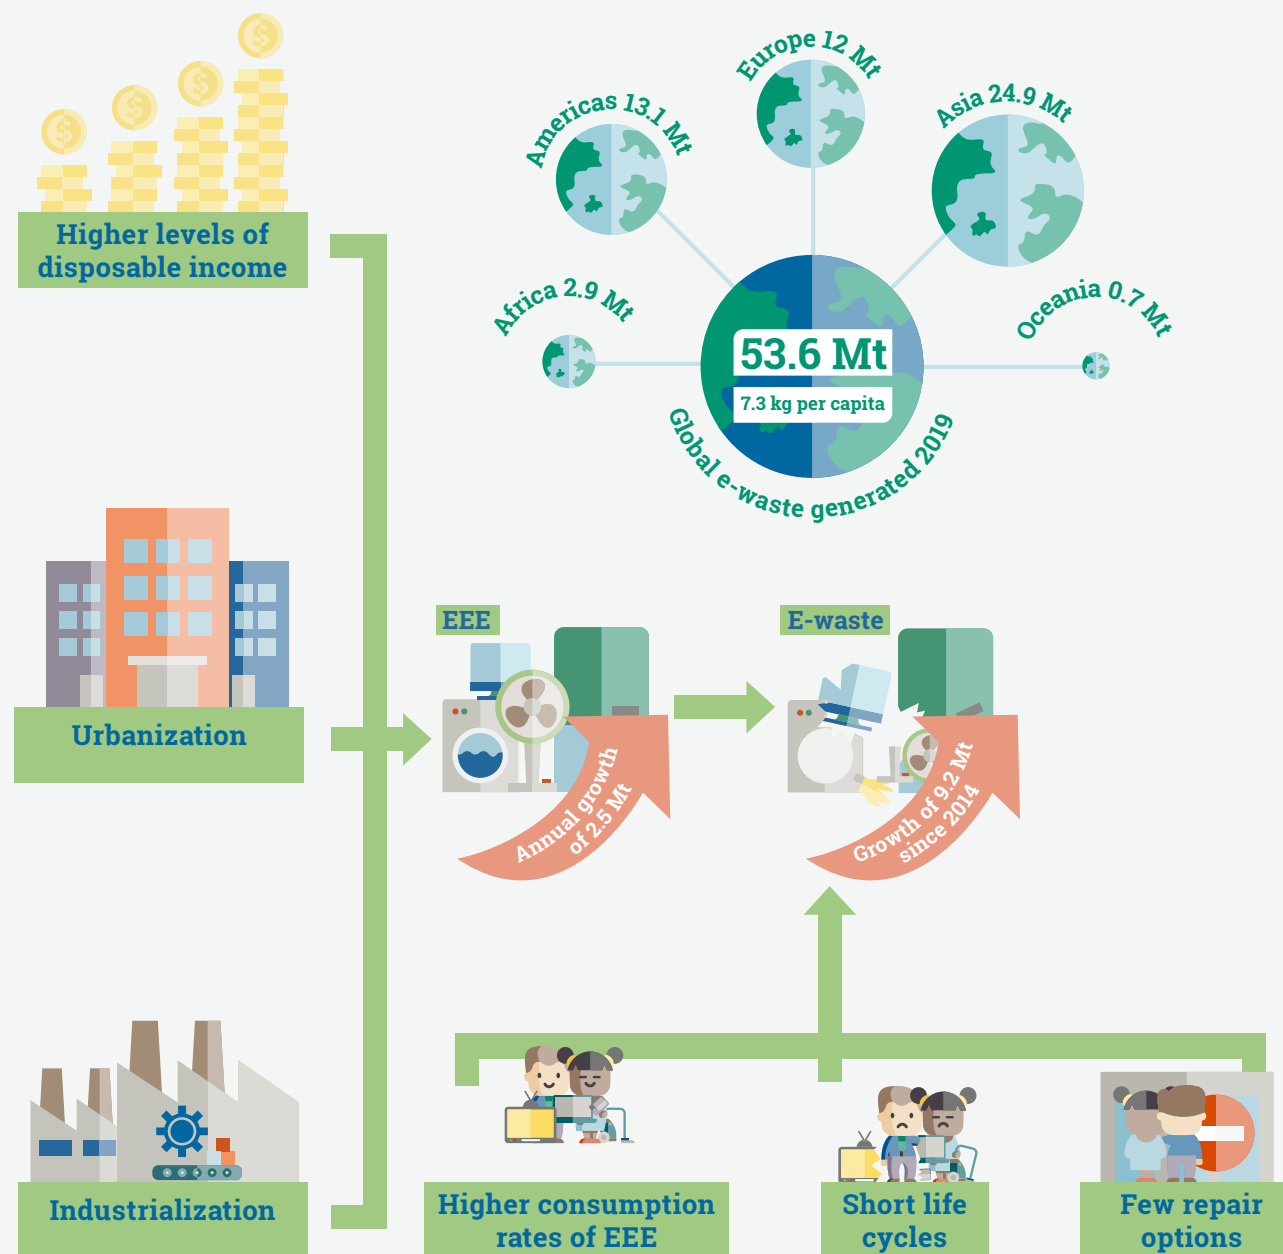 Higher levels of
disposable income
Americas 13.1 Mt
Europe 12 Mt
Asia 24.9 Mt
Africa 2.9 Mt
Oceania 0.7 Mt
53.6 Mt
7.3 kg per capita
Global e-waste generated 2019
Urbanization
EEE
Annual growth
of 2.5 Mt
E-waste
Growth of 9.2 Mt
since 2014
Industrialization
Higher consumption
rates of EEE
Short life
cycles
Few repair
options